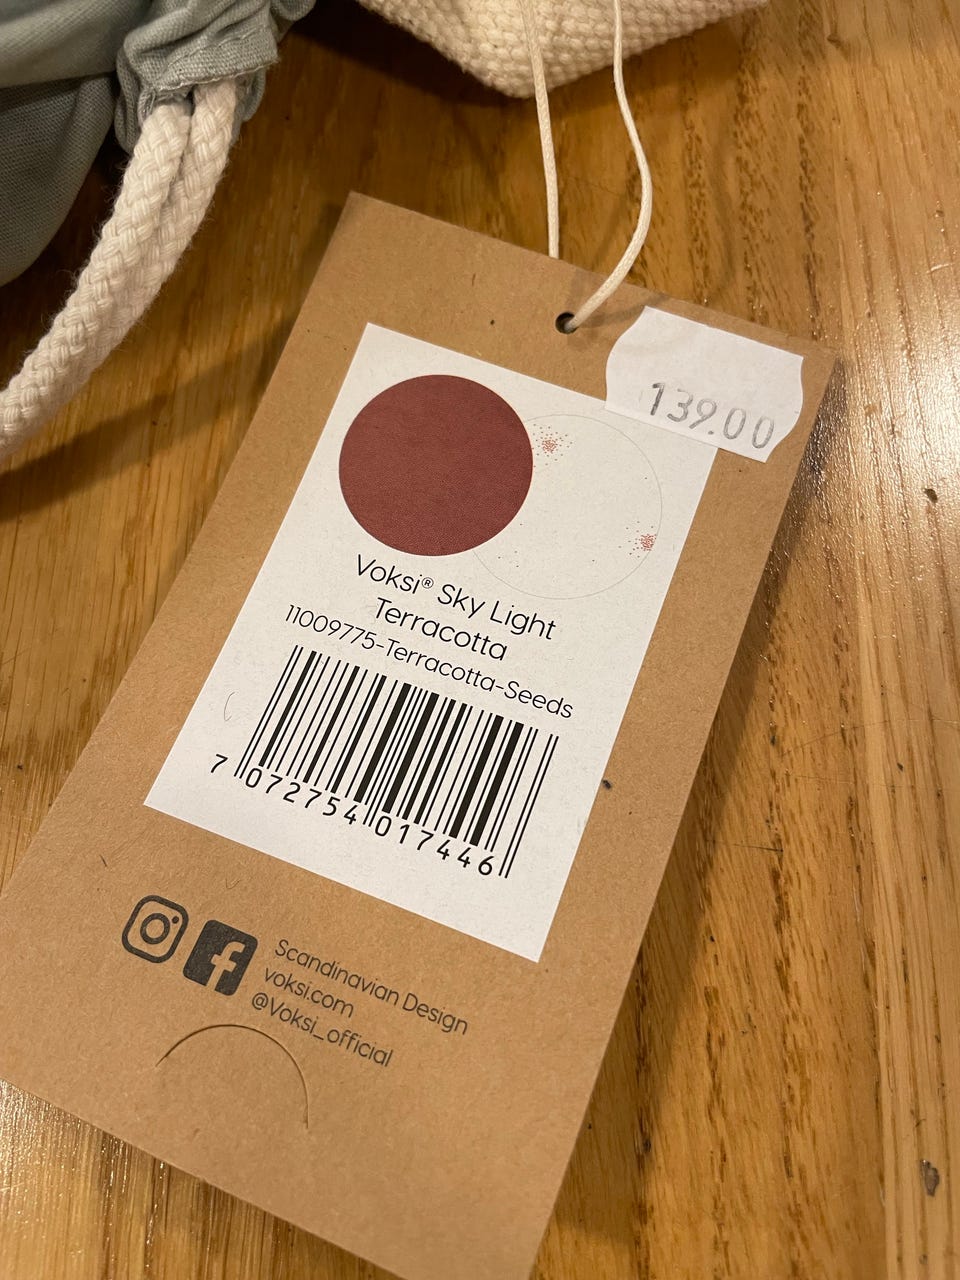 139.00
Voksi® Sky Light
Terracotta
11009775-Terracotta-Seeds
7 072754 017446
Scandinavian Design
voksi.com
@Voksi_official